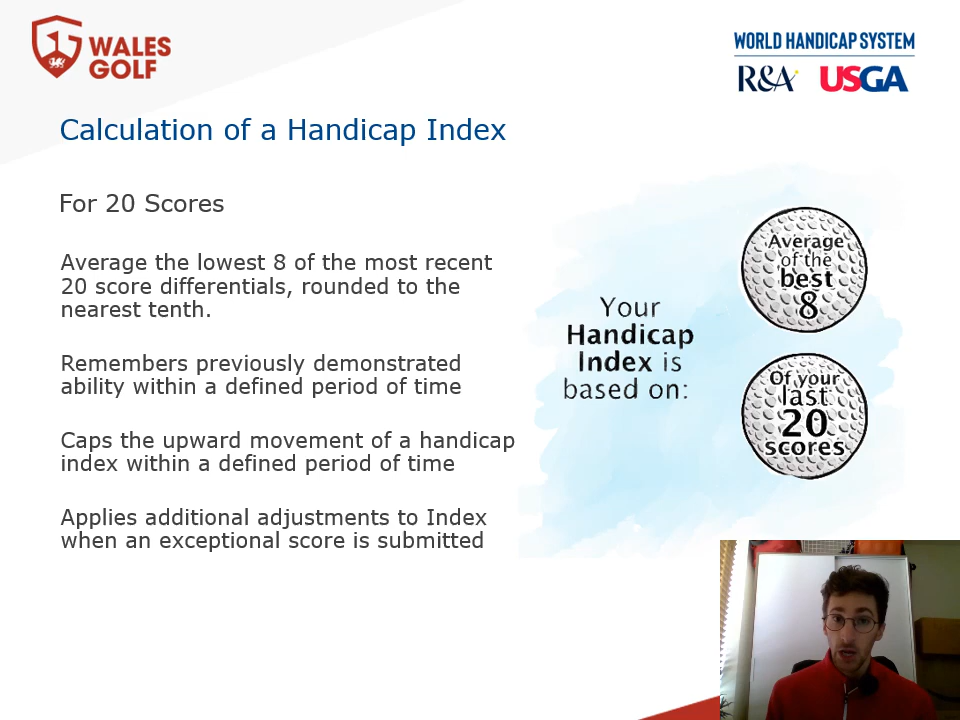 WALES
GOLF
WORLD HANDICAP SYSTEM
R&A USGA
Calculation of a Handicap Index
For 20 Scores
Average the lowest 8 of the most recent
20 score differentials, rounded to the
nearest tenth.
Remembers previously demonstrated
ability within a defined period of time
Caps the upward movement of a handicap
index within a defined period of time
Applies additional adjustments to Index
when an exceptional score is submitted
Your
Handicap
Index is
based on:
Average
of the
best
8
Of your
last
20
scores